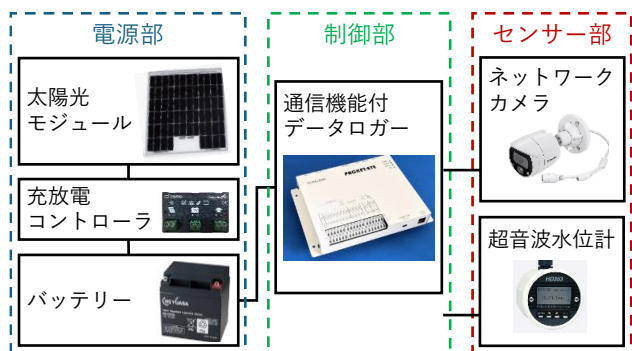 電源部
太陽光
モジュール
充放電
コントローラ
バッテリー
GS YUASA
制御部
通信機能付
データロガー
センサー部
ネットワーク
カメラ
超音波水位計